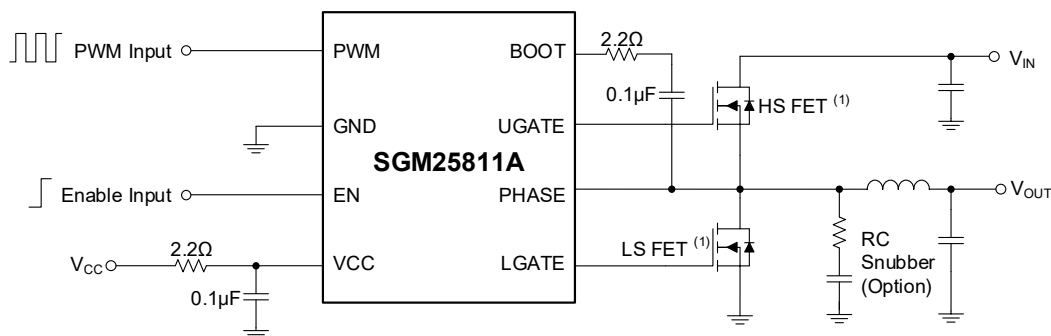 PWM Input
PWM
BOOT
2.2Ω
V_IN
0.1µF
HS FET (1)
GND
UGATE
SGM25811A
Enable Input
EN
PHASE
V_OUT
2.2Ω
LS FET (1)
RC
Snubber
(Option)
V_CC
VCC
LGATE
0.1µF